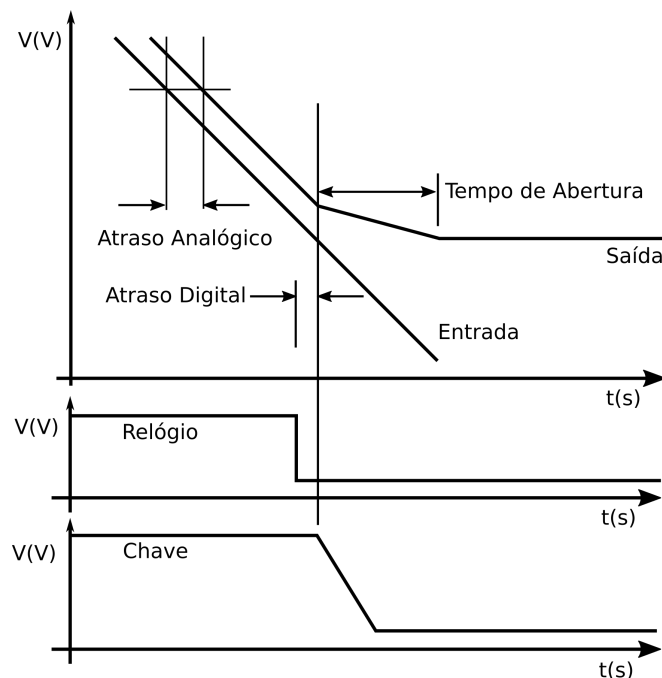 V(V)
Tempo de Abertura
Atraso Analógico
Saída
Atraso Digital
Entrada
t(s)
V(V)
Relógio
t(s)
V(V)
Chave
t(s)